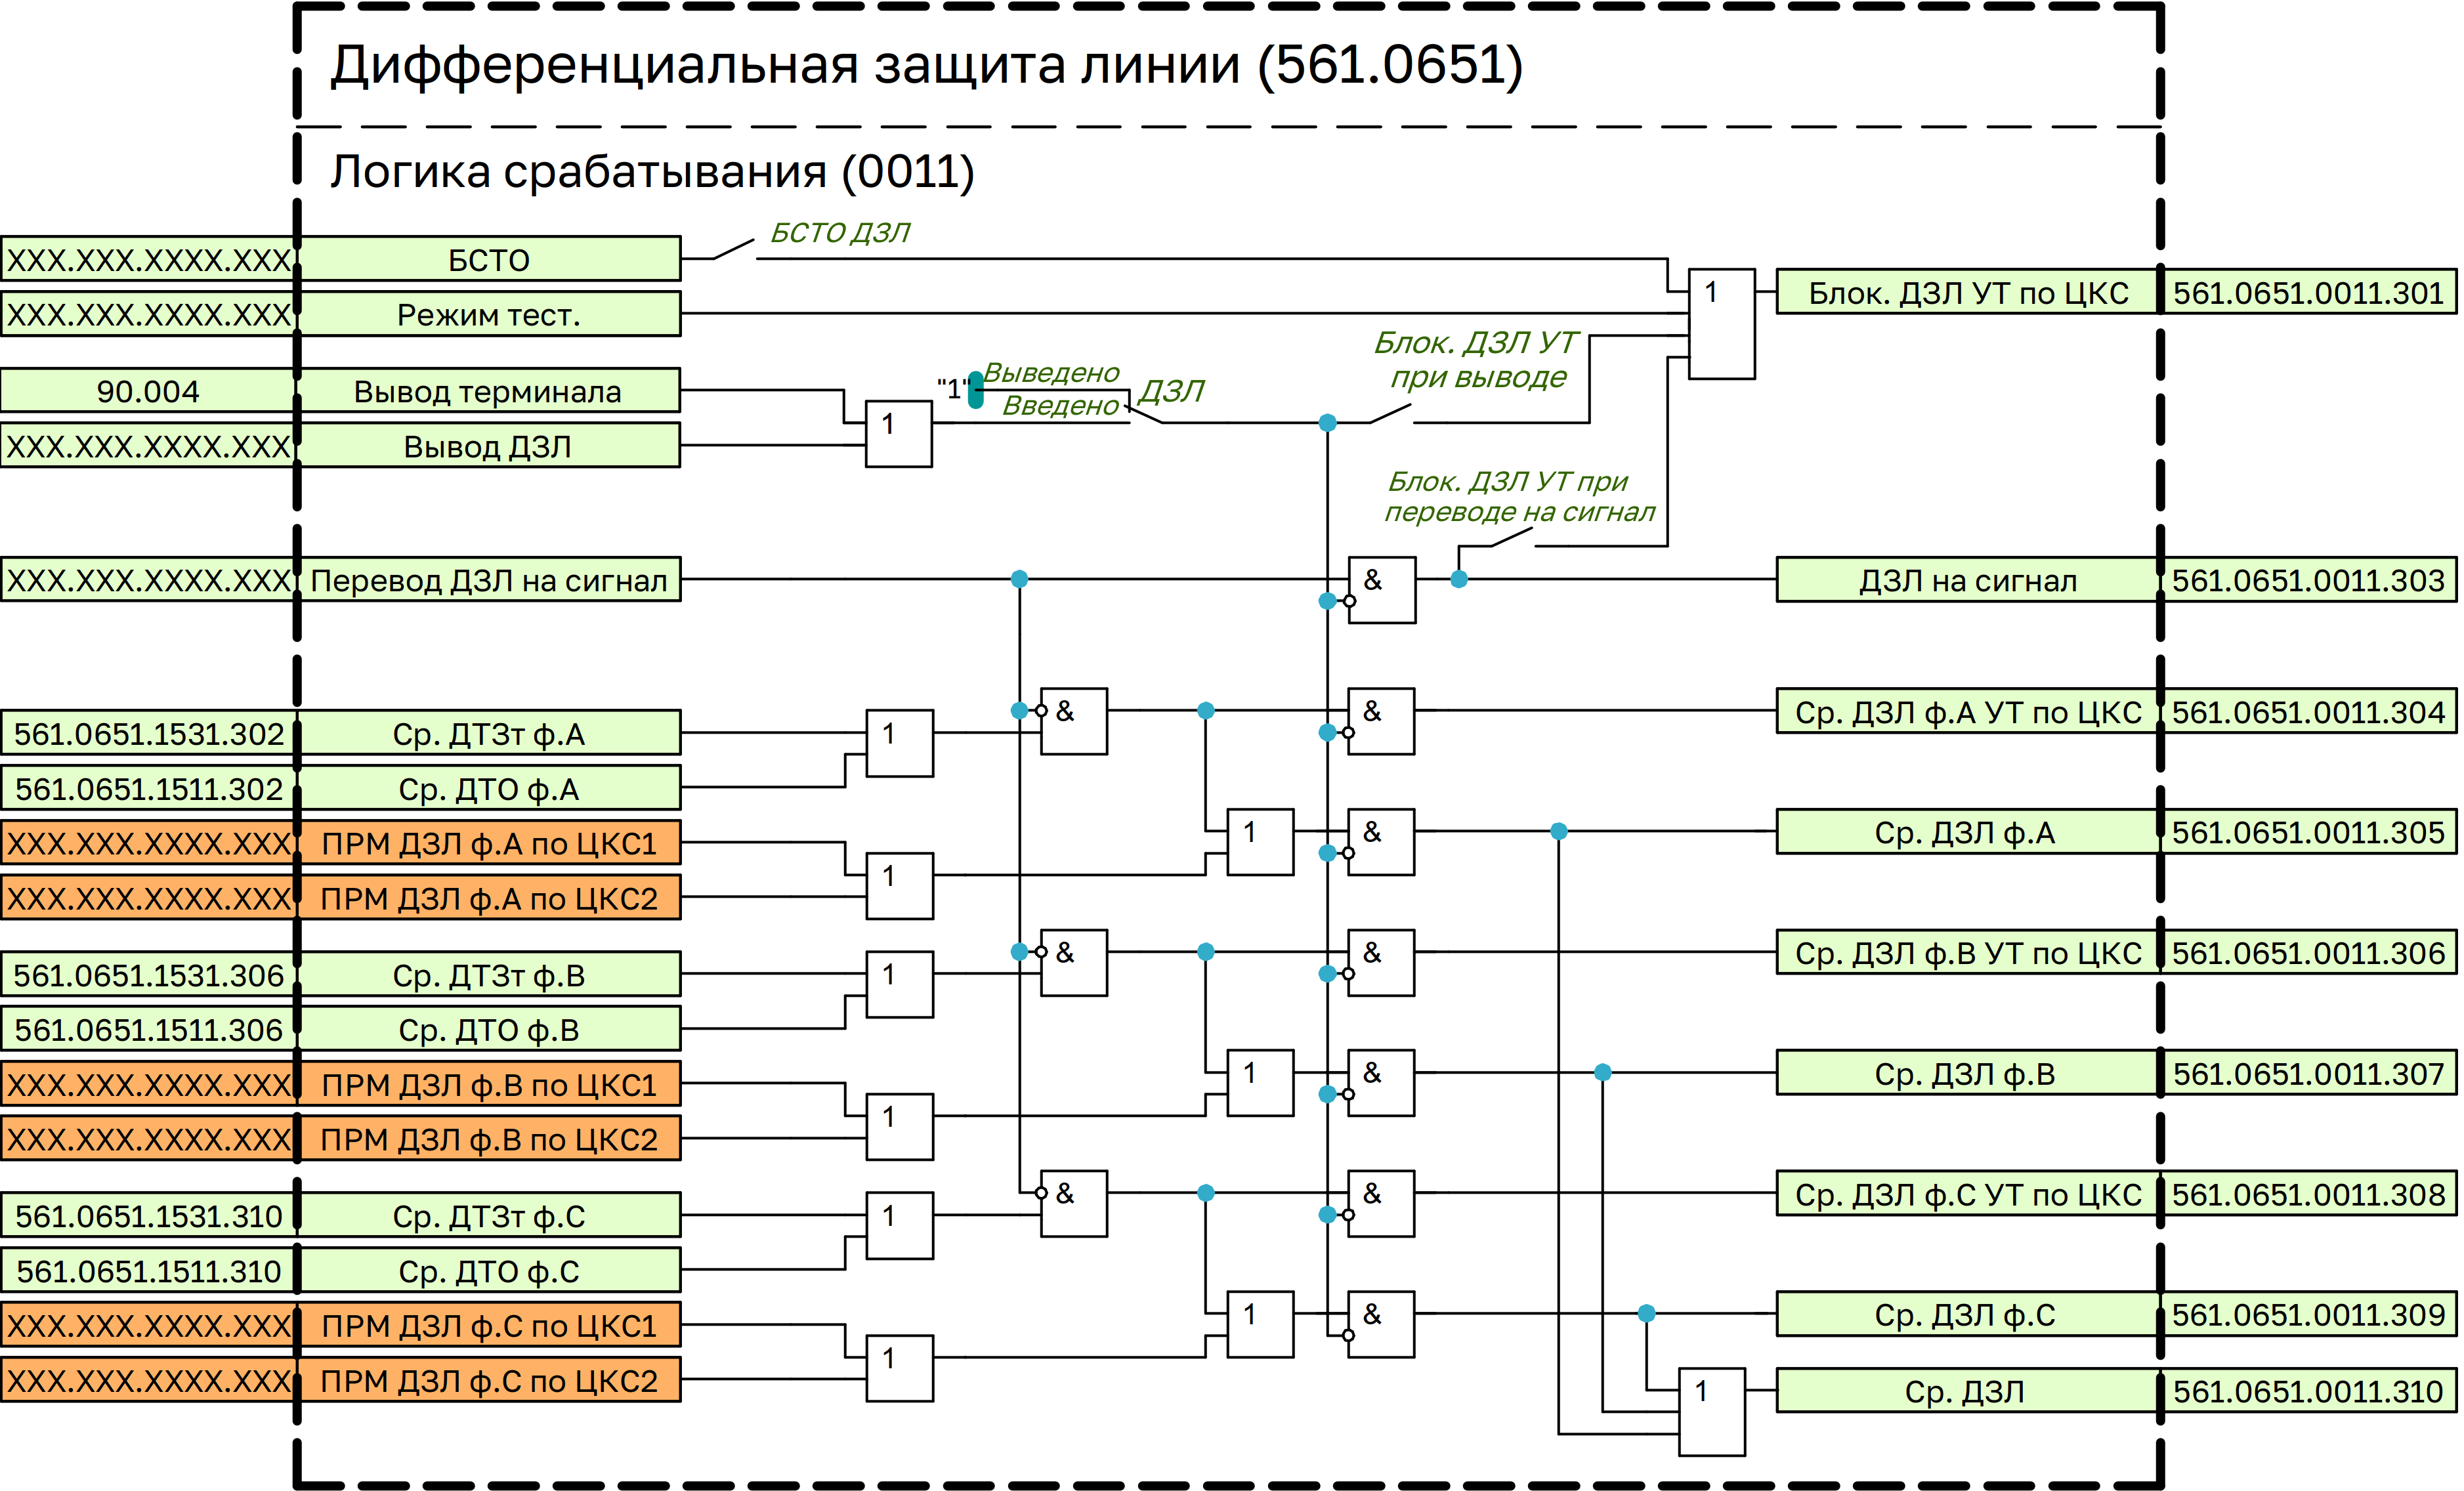 Дифференциальная защита линии (561.0651)
Логика срабатывания (0011)
БСТО ДЗЛ
XXX.XXX.XXXX.XXX БСТО
1 Блок. ДЗЛ УТ по ЦКС 561.0651.0011.301
XXX.XXX.XXXX.XXX Режим тест.
Блок. ДЗЛ УТ
при выводе
90.004 Вывод терминала
"1" Выведено
Введено
ДЗЛ
1
XXX.XXX.XXXX.XXX Вывод ДЗЛ
Блок. ДЗЛ УТ при
переводе на сигнал
XXX.XXX.XXXX.XXX Перевод ДЗЛ на сигнал & ДЗЛ на сигнал 561.0651.0011.303
& & Ср. ДЗЛ ф.А УТ по ЦКС 561.0651.0011.304
561.0651.1531.302 Ср. ДТЗт ф.А 1
561.0651.1511.302 Ср. ДТО ф.А
1 & Ср. ДЗЛ ф.А 561.0651.0011.305
XXX.XXX.XXXX.XXX ПРМ ДЗЛ ф.А по ЦКС1
1
XXX.XXX.XXXX.XXX ПРМ ДЗЛ ф.А по ЦКС2
& & Ср. ДЗЛ ф.В УТ по ЦКС 561.0651.0011.306
561.0651.1531.306 Ср. ДТЗт ф.В 1
561.0651.1511.306 Ср. ДТО ф.В
1 & Ср. ДЗЛ ф.В 561.0651.0011.307
XXX.XXX.XXXX.XXX ПРМ ДЗЛ ф.В по ЦКС1
1
XXX.XXX.XXXX.XXX ПРМ ДЗЛ ф.В по ЦКС2
& & Ср. ДЗЛ ф.С УТ по ЦКС 561.0651.0011.308
561.0651.1531.310 Ср. ДТЗт ф.С 1
561.0651.1511.310 Ср. ДТО ф.С
1 & Ср. ДЗЛ ф.С 561.0651.0011.309
XXX.XXX.XXXX.XXX ПРМ ДЗЛ ф.С по ЦКС1
1
XXX.XXX.XXXX.XXX ПРМ ДЗЛ ф.С по ЦКС2
1 Ср. ДЗЛ 561.0651.0011.310